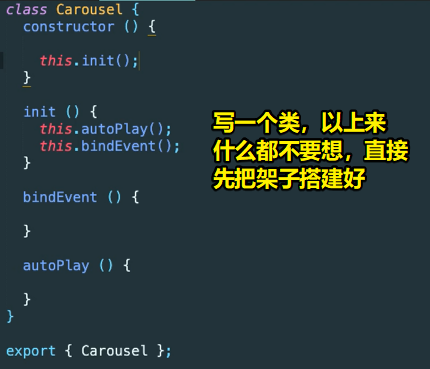 class Carousel {
constructor () {
this.init();
}
init () {
this.autoPlay();
this.bindEvent();
}
bindEvent () {
}
autoPlay () {
}
}
export { Carousel };
写一个类，以上来
什么都不要想，直接
先把架子搭建好